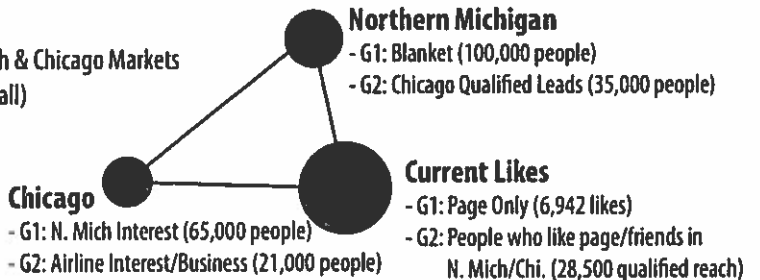 h & Chicago Markets
all)
Northern Michigan
- G1: Blanket (100,000 people)
- G2: Chicago Qualified Leads (35,000 people)
Chicago
- G1: N. Mich Interest (65,000 people)
- G2: Airline Interest/Business (21,000 people)
Current Likes
- G1: Page Only (6,942 likes)
- G2: People who like page/friends in
N. Mich/Chi. (28,500 qualified reach)